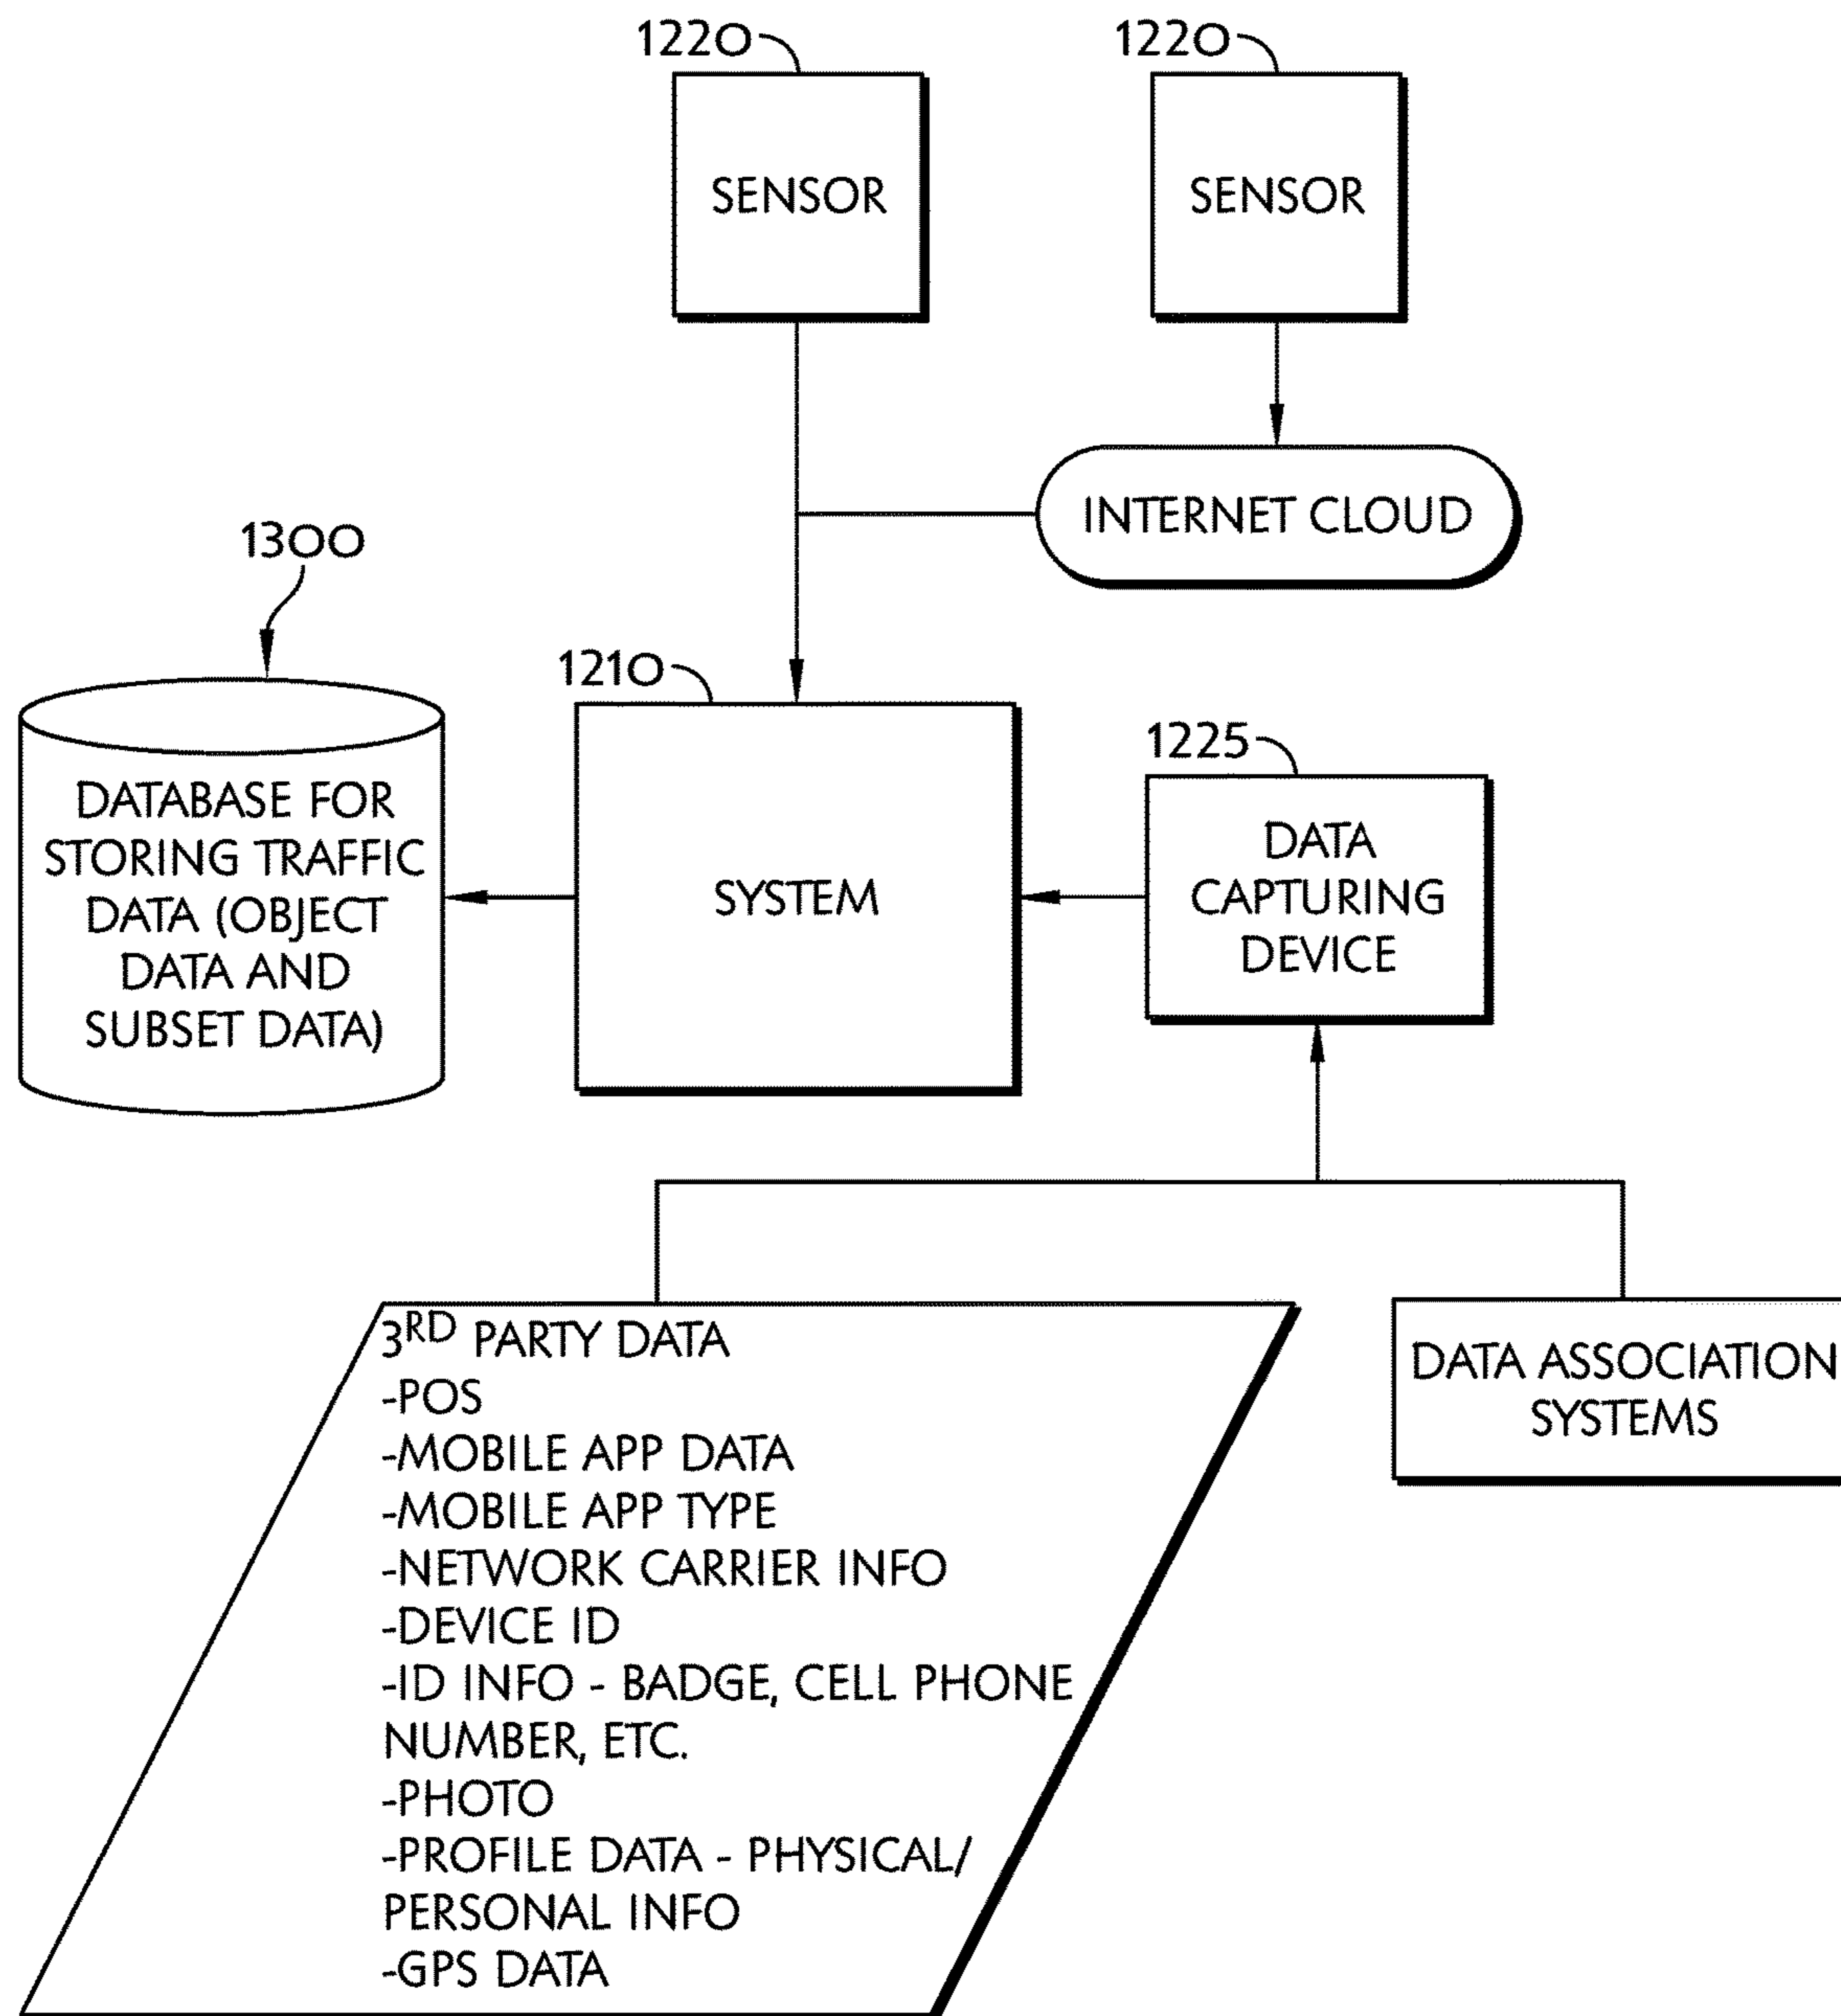 1220
1220
SENSOR
SENSOR
INTERNET CLOUD
1300
1210
1225
DATABASE FOR
STORING TRAFFIC
DATA (OBJECT
DATA AND
SUBSET DATA)
SYSTEM
DATA
CAPTURING
DEVICE
3RD PARTY DATA
-POS
-MOBILE APP DATA
-MOBILE APP TYPE
-NETWORK CARRIER INFO
-DEVICE ID
-ID INFO - BADGE, CELL PHONE
NUMBER, ETC.
-PHOTO
-PROFILE DATA - PHYSICAL/
PERSONAL INFO
-GPS DATA
DATA ASSOCIATION
SYSTEMS